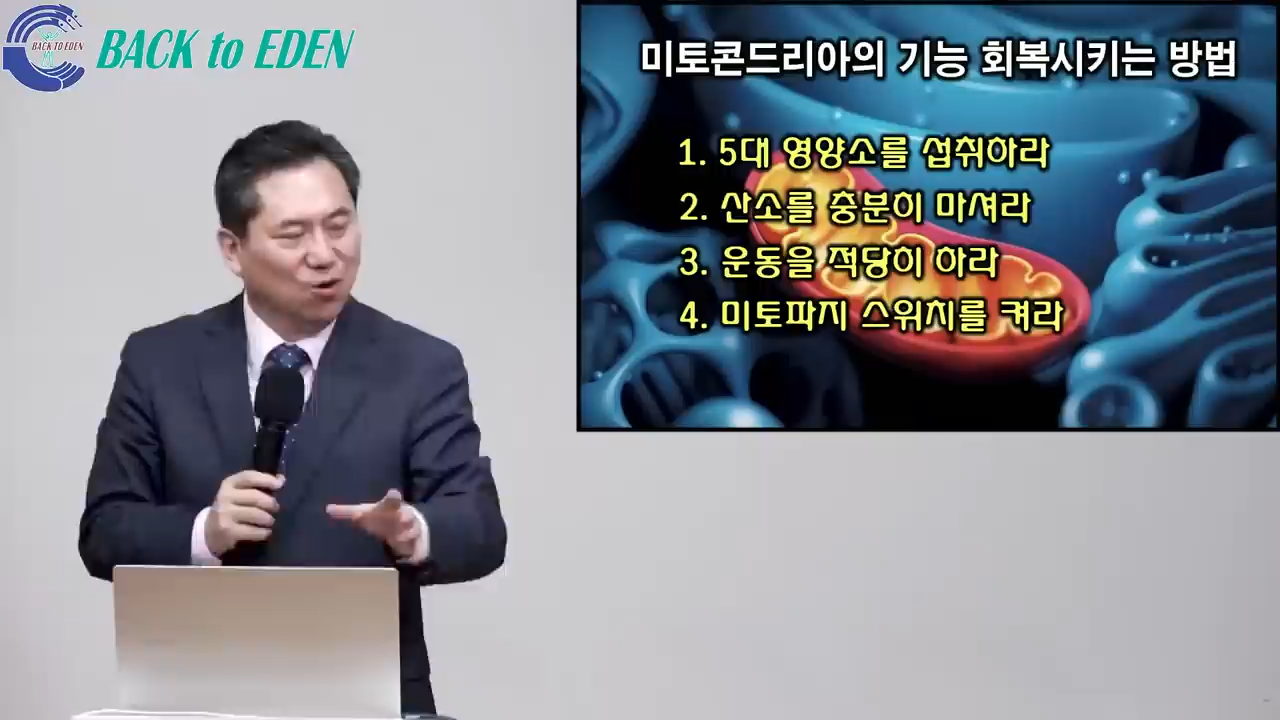 BACK TO EDEN
BACK to EDEN
미토콘드리아의 기능 회복시키는 방법
1. 5대 영양소를 섭취하라
2. 산소를 충분히 마셔라
3. 운동을 적당히 하라
4. 미토파지 스위치를 켜라